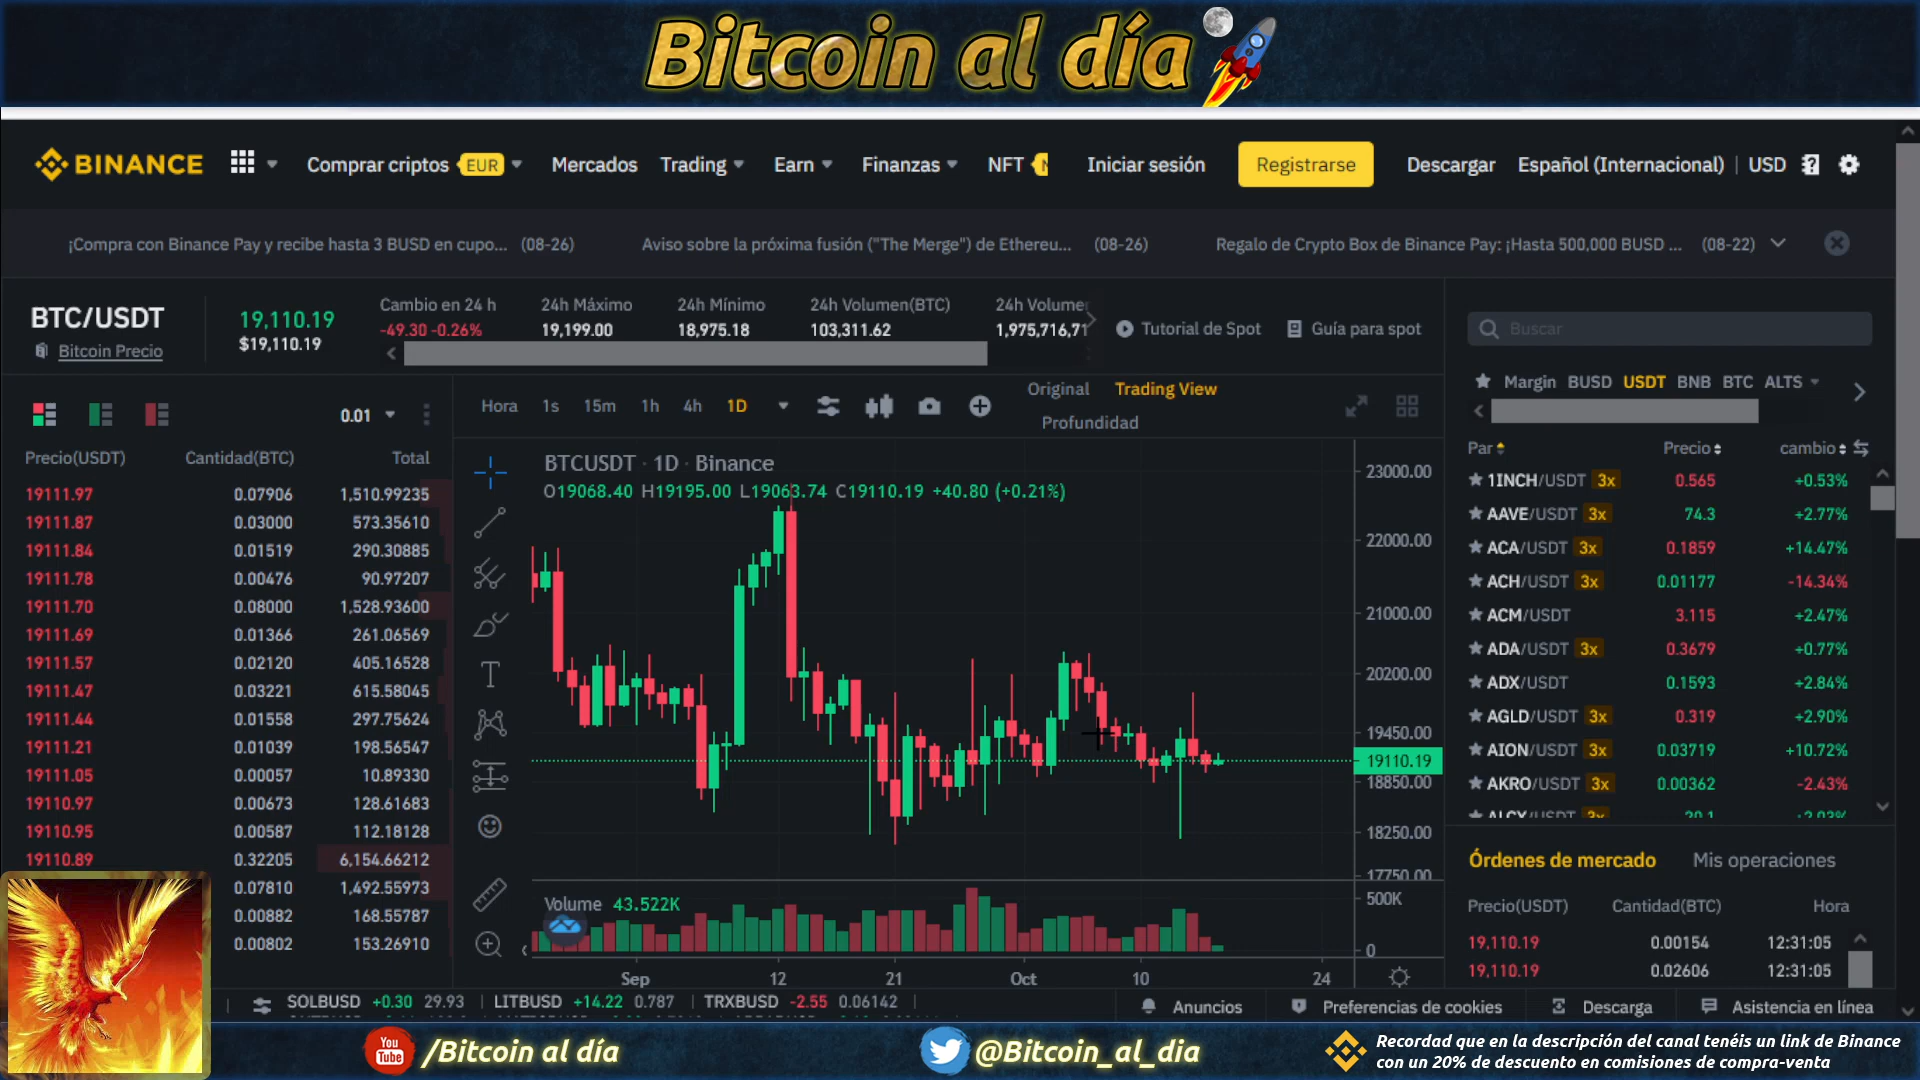 Bitcoin al día
BINANCE
Comprar criptos EUR
Mercados
Trading
Earn
Finanzas
NFT
Iniciar sesión
Registrarse
Descargar
Español (Internacional)
USD
¡Compra con Binance Pay y recibe hasta 3 BUSD en cupo... (08-26)
Aviso sobre la próxima fusión ("The Merge") de Ethereu... (08-26)
Regalo de Crypto Box de Binance Pay: ¡Hasta 500,000 BUSD ... (08-22)
BTC/USDT
Bitcoin Precio
19,110.19
$19,110.19
Cambio en 24 h
-49.30 -0.26%
24h Máximo
19,199.00
24h Mínimo
18,975.18
24h Volumen(BTC)
103,311.62
24h Volume
1,975,716,71
Tutorial de Spot
Guía para spot
Buscar
0.01
Precio(USDT) Cantidad(BTC) Total
19111.97 0.07906 1,510.99235
19111.87 0.03000 573.35610
19111.84 0.01519 290.30885
19111.78 0.00476 90.97207
19111.70 0.08000 1,528.93600
19111.69 0.01366 261.06569
19111.57 0.02120 405.16528
19111.47 0.03221 615.58045
19111.44 0.01558 297.75624
19111.21 0.01039 198.56547
19111.05 0.00057 10.89330
19110.97 0.00673 128.61683
19110.95 0.00587 112.18128
19110.89 0.32205 6,154.66212
0.07810 1,492.55973
0.00882 168.55787
0.00802 153.26910
Hora 1s 15m 1h 4h 1D
Original Trading View
Profundidad
BTCUSDT · 1D · Binance
O19068.40 H19195.00 L19063.74 C19110.19 +40.80 (+0.21%)
23000.00
22000.00
21000.00
20200.00
19450.00
19110.19
18850.00
18250.00
17750.00
Volume 43.522K
500K
0
Sep 12 21 Oct 10 24
Margin BUSD USDT BNB BTC ALTS
Par Precio cambio
1INCH/USDT 3x 0.565 +0.53%
AAVE/USDT 3x 74.3 +2.77%
ACA/USDT 3x 0.1859 +14.47%
ACH/USDT 3x 0.01177 -14.34%
ACM/USDT 3.115 +2.47%
ADA/USDT 3x 0.3679 +0.77%
ADX/USDT 0.1593 +2.84%
AGLD/USDT 3x 0.319 +2.90%
AION/USDT 3x 0.03719 +10.72%
AKRO/USDT 3x 0.00362 -2.43%
ALCX/USDT 3x 20.1 +2.03%
Órdenes de mercado Mis operaciones
Precio(USDT) Cantidad(BTC) Hora
19,110.19 0.00154 12:31:05
19,110.19 0.02606 12:31:05
SOLBUSD +0.30 29.93 | LITBUSD +14.22 0.787 | TRXBUSD -2.55 0.06142
Anuncios
Preferencias de cookies
Descarga
Asistencia en línea
You Tube /Bitcoin al día
@Bitcoin_al_dia
Recordad que en la descripción del canal tenéis un link de Binance
con un 20% de descuento en comisiones de compra-venta